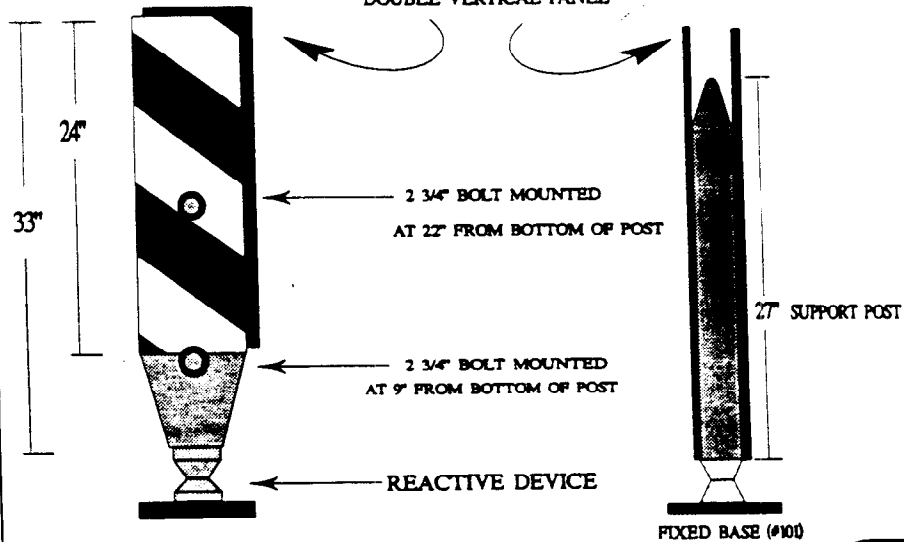 DOUBLE VERTICAL PANEL
24"
33"
2 3/4" BOLT MOUNTED
AT 22" FROM BOTTOM OF POST
27" SUPPORT POST
2 3/4" BOLT MOUNTED
AT 9" FROM BOTTOM OF POST
REACTIVE DEVICE
FIXED BASE (#101)